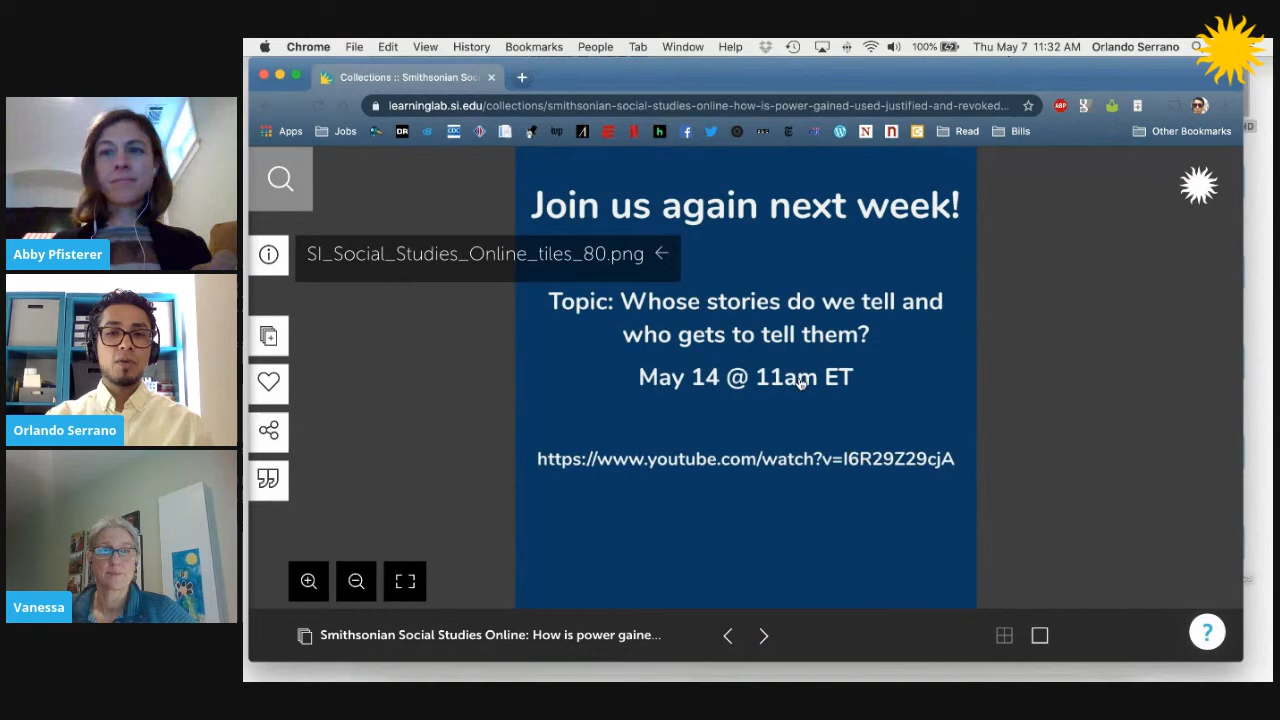 Chrome File Edit View History Bookmarks People Tab Window Help 100% Thu May 7 11:32 AM Orlando Serrano
Collections :: Smithsonian Soc
learninglab.si.edu/collections/smithsonian-social-studies-online-how-is-power-gained-used-justified-and-revoked...
ABP
Apps Jobs DR Read Bills Other Bookmarks
Join us again next week!
SI_Social_Studies_Online_tiles_80.png
Topic: Whose stories do we tell and
who gets to tell them?
May 14 @ 11am ET
https://www.youtube.com/watch?v=I6R29Z29cjA
Smithsonian Social Studies Online: How is power gaine...
?
Abby Pfisterer
Orlando Serrano
Vanessa